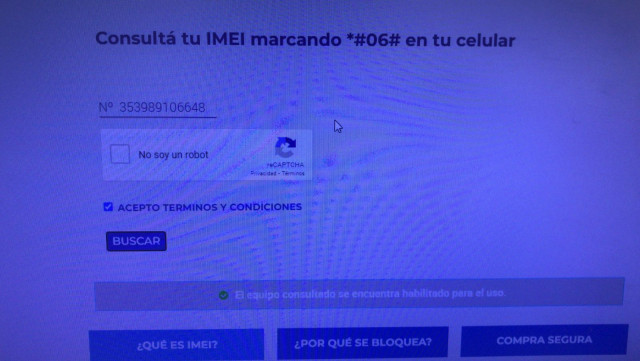 Consultá tu IMEI marcando *#06# en tu celular
Nº 353989106648
No soy un robot
reCAPTCHA
Privacidad - Términos
ACEPTO TERMINOS Y CONDICIONES
BUSCAR
El equipo consultado se encuentra habilitado para el uso.
¿QUÉ ES IMEI?
¿POR QUÉ SE BLOQUEA?
COMPRA SEGURA